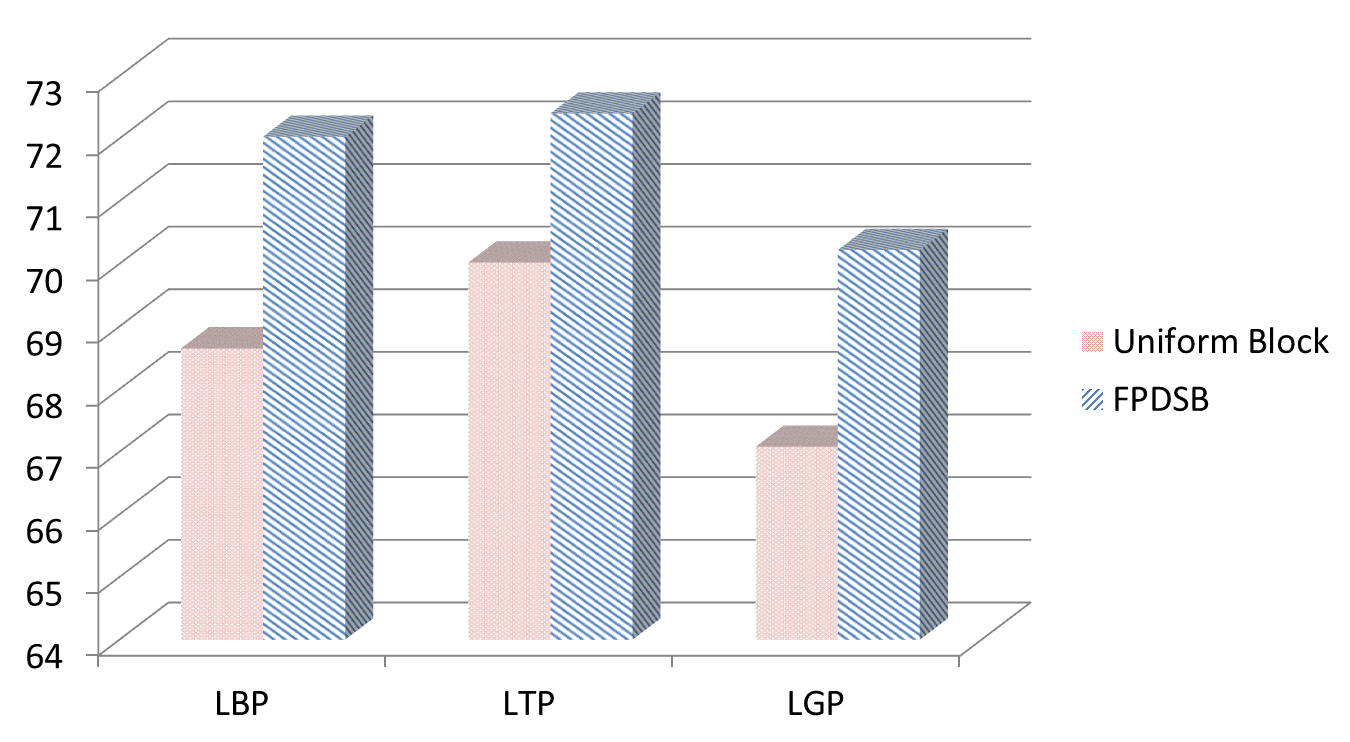 73
72
71
70
69
68
67
66
65
64
LBP
LTP
LGP
Uniform Block
FPDSB